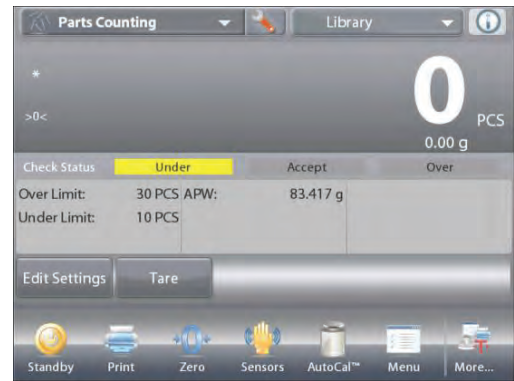 Parts Counting Library
*
0
>0<
PCS
0.00 g
Check Status Under Accept Over
Over Limit: 30 PCS APW: 83.417 g
Under Limit: 10 PCS
Edit Settings Tare
Standby Print Zero Sensors AutoCal™ Menu More...